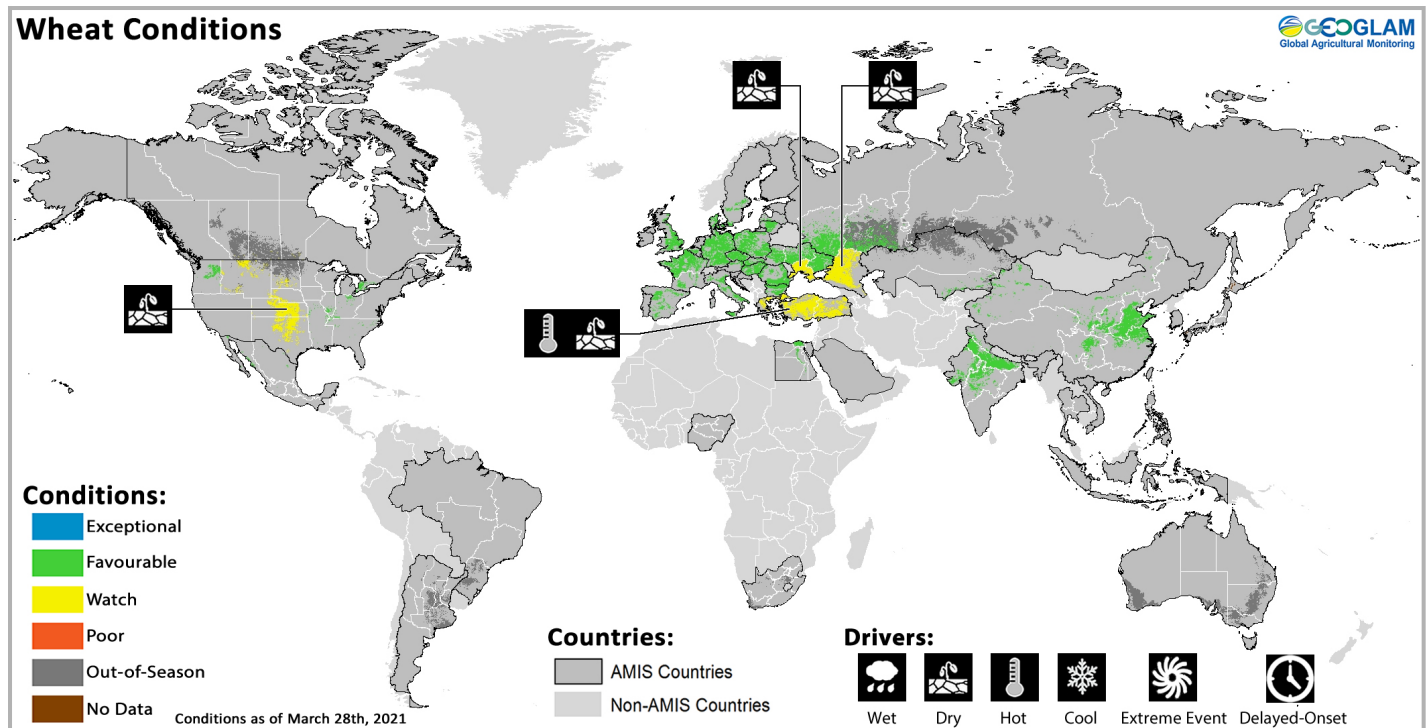 Wheat Conditions
GEOGLAM
Global Agricultural Monitoring
Conditions:
Exceptional
Favourable
Watch
Poor
Out-of-Season
No Data
Conditions as of March 28th, 2021
Countries:
AMIS Countries
Non-AMIS Countries
Drivers:
Wet
Dry
Hot
Cool
Extreme Event
Delayed-Onset